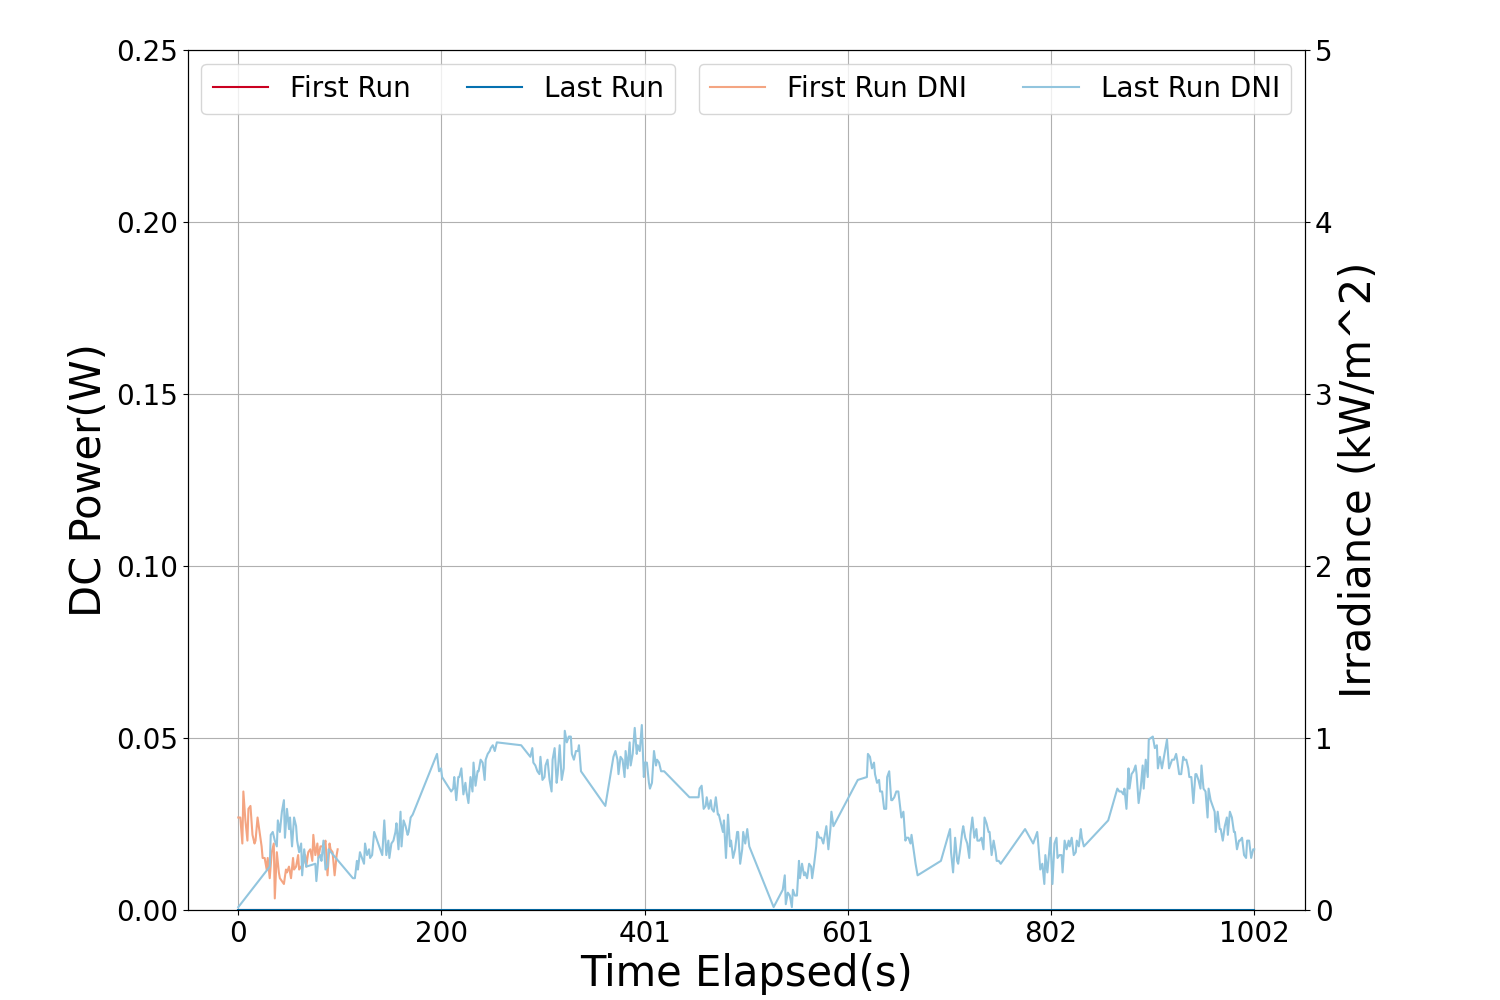 First Run
Last Run
First Run DNI
Last Run DNI
DC Power(W)
0.25
0.20
0.15
0.10
0.05
0.00
Irradiance (kW/m^2)
5
4
3
2
1
0
0
200
401
601
802
1002
Time Elapsed(s)